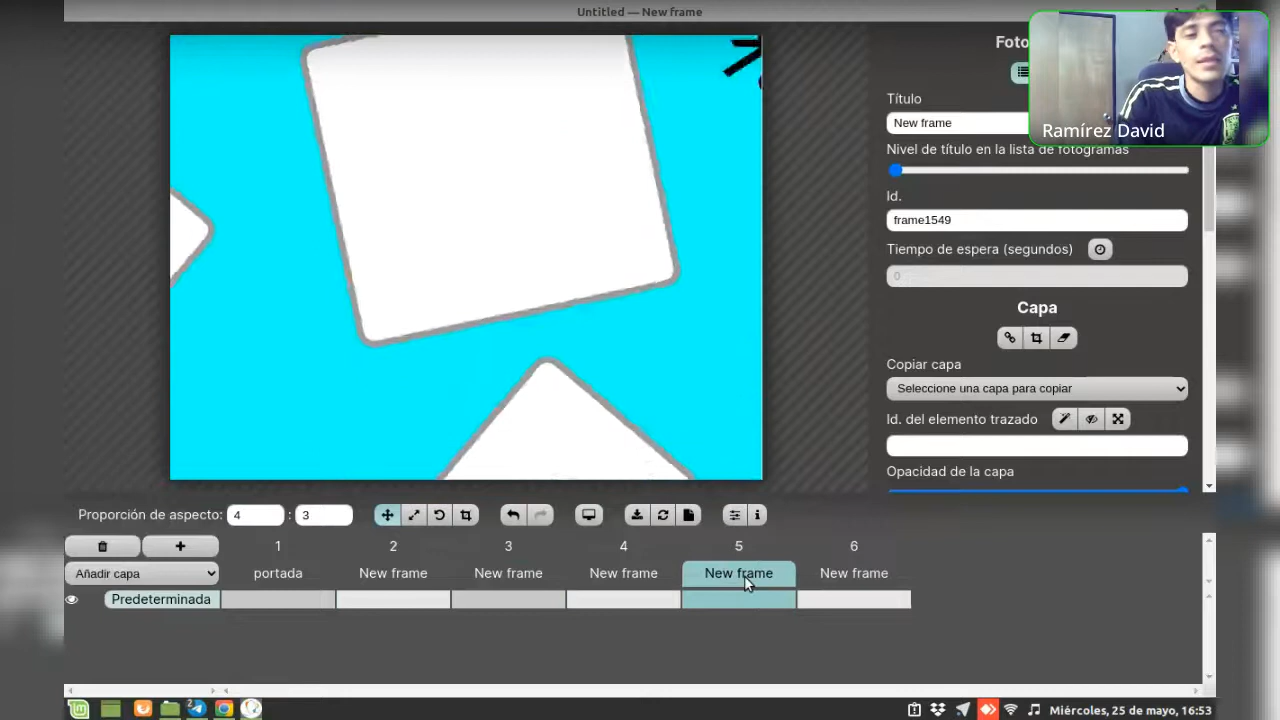 Untitled — New frame
Foto
Ramírez David
Título
New frame
Nivel de título en la lista de fotogramas
Id.
frame1549
Tiempo de espera (segundos)
0
Capa
Copiar capa
Seleccione una capa para copiar
Id. del elemento trazado
Opacidad de la capa
Proporción de aspecto: 4 : 3
1 2 3 4 5 6
Añadir capa portada New frame New frame New frame New frame New frame
Predeterminada
2
Miércoles, 25 de mayo, 16:53